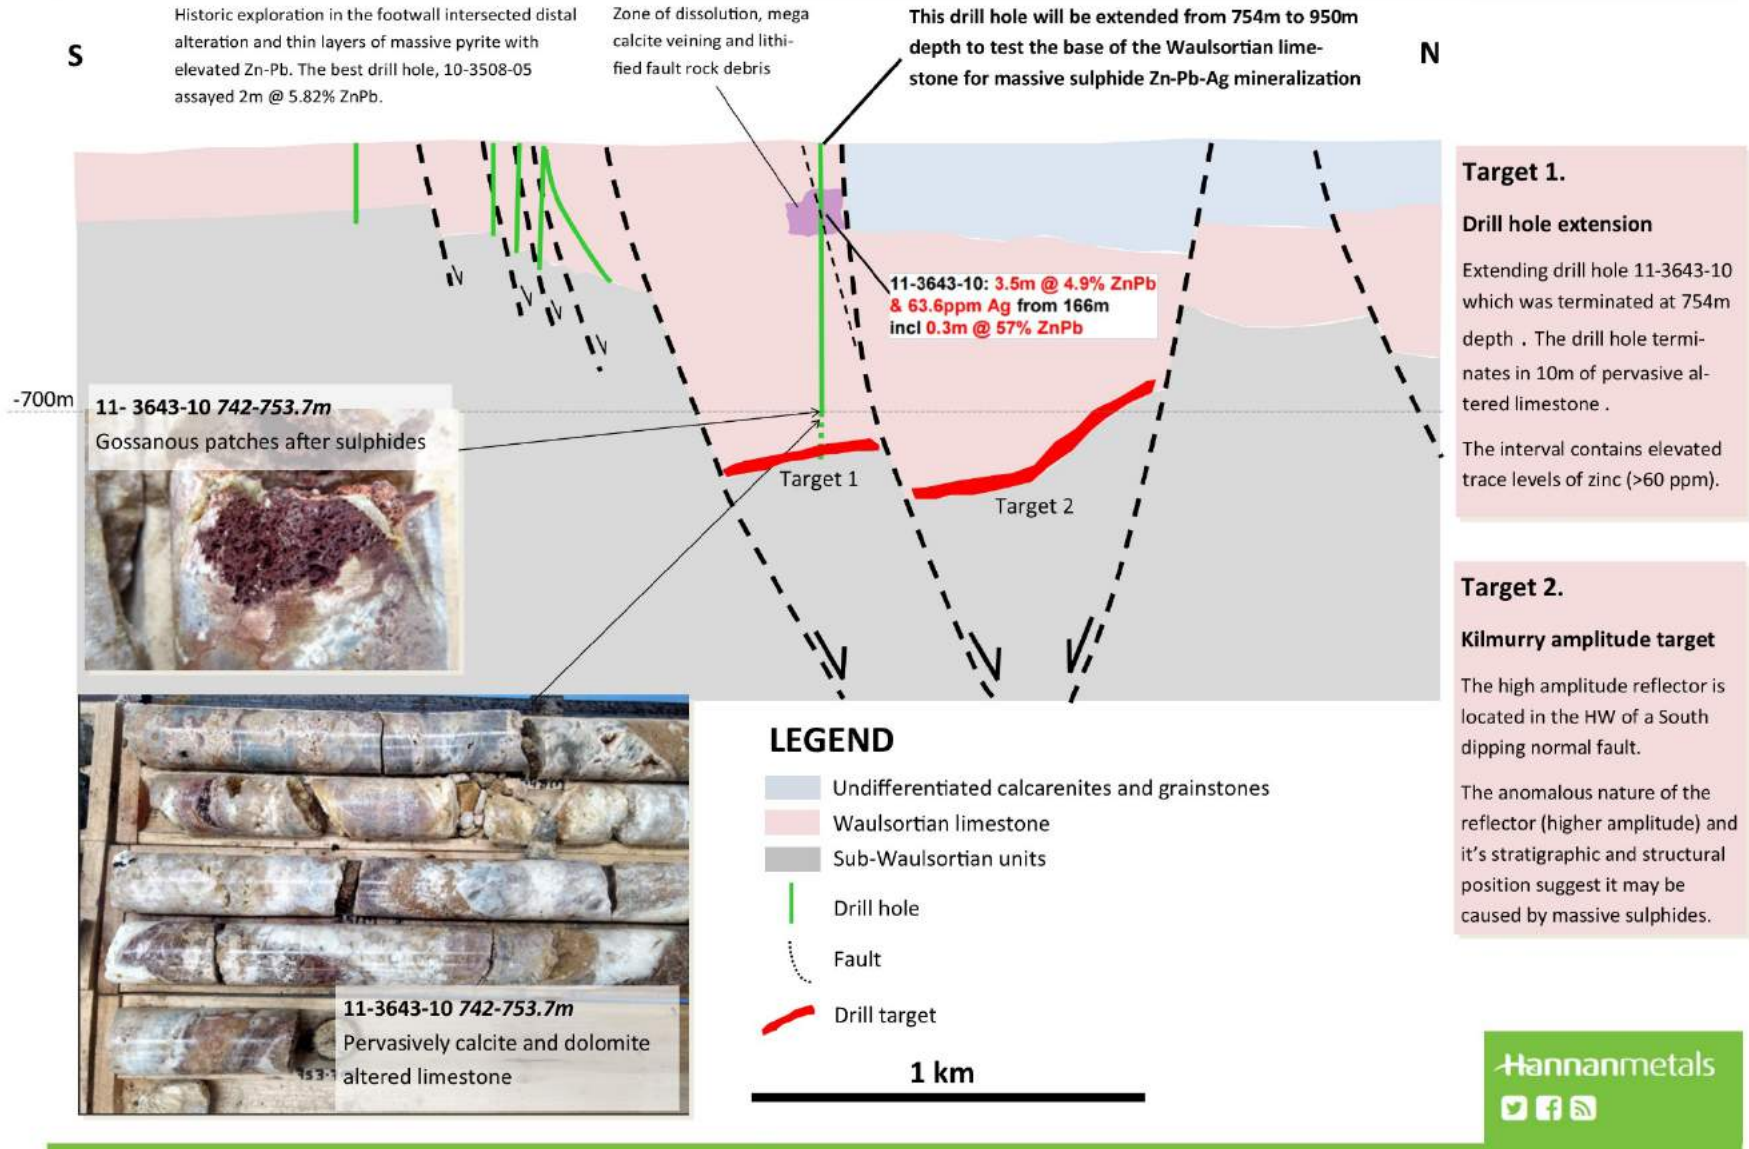 Historic exploration in the footwall intersected distal
alteration and thin layers of massive pyrite with
elevated Zn-Pb. The best drill hole, 10-3508-05
assayed 2m @ 5.82% ZnPb.
Zone of dissolution, mega
calcite veining and lithi-
fied fault rock debris
This drill hole will be extended from 754m to 950m
depth to test the base of the Waulsortian lime-
stone for massive sulphide Zn-Pb-Ag mineralization
S
N
11-3643-10: 3.5m @ 4.9% ZnPb
& 63.6ppm Ag from 166m
incl 0.3m @ 57% ZnPb
-700m
11- 3643-10 742-753.7m
Gossanous patches after sulphides
Target 1
Target 2
Target 1.
Drill hole extension
Extending drill hole 11-3643-10
which was terminated at 754m
depth . The drill hole termi-
nates in 10m of pervasive al-
tered limestone .
The interval contains elevated
trace levels of zinc (>60 ppm).
Target 2.
Kilmurry amplitude target
The high amplitude reflector is
located in the HW of a South
dipping normal fault.
The anomalous nature of the
reflector (higher amplitude) and
it's stratigraphic and structural
position suggest it may be
caused by massive sulphides.
11-3643-10 742-753.7m
Pervasively calcite and dolomite
altered limestone
LEGEND
Undifferentiated calcarenites and grainstones
Waulsortian limestone
Sub-Waulsortian units
Drill hole
Fault
Drill target
1 km
Hannanmetals